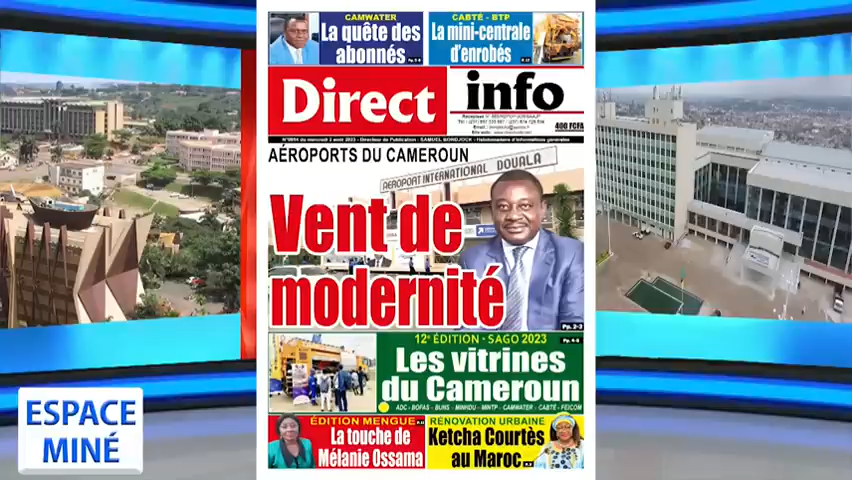 CAMWATER
La quête des
abonnés
CABTÉ - BTP
La mini-centrale
d'enrobés
Direct info
400 FCFA
AÉROPORTS DU CAMEROUN
AEROPORT INTERNATIONAL DOUALA
Vent de
modernité
Pp. 2-3
12e ÉDITION - SAGO 2023
Pp. 4-8
Les vitrines
du Cameroun
ADC - BOFAS - BUNS - MINHDU - MINTP - CAMWATER - CABTÉ - FEICOM
ÉDITION MENGUE
La touche de
Mélanie Ossama
RÉNOVATION URBAINE
Ketcha Courtès
au Maroc
ESPACE
MINÉ